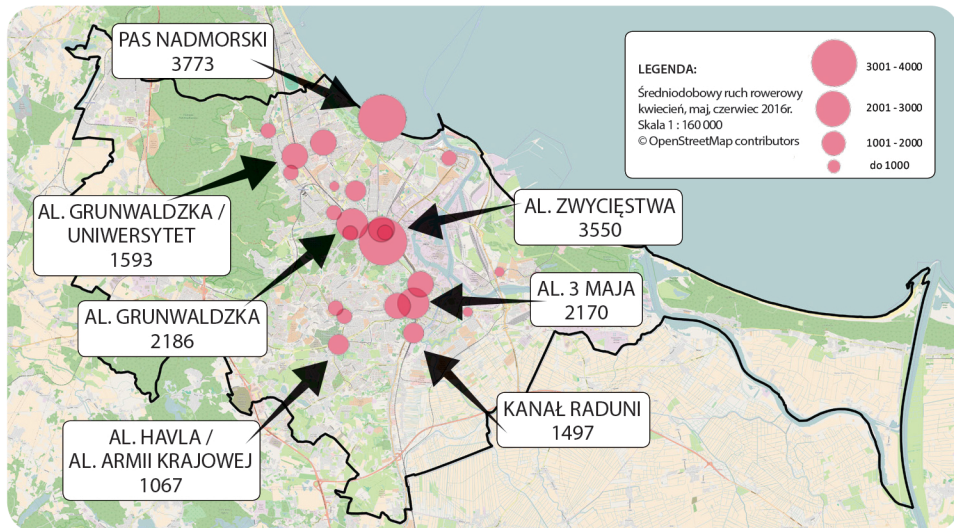 PAS NADMORSKI
3773
LEGENDA:
Średniodobowy ruch rowerowy
kwiecień, maj, czerwiec 2016r.
Skala 1 : 160 000
© OpenStreetMap contributors
3001 - 4000
2001 - 3000
1001 - 2000
do 1000
AL. GRUNWALDZKA /
UNIWERSYTET
1593
AL. ZWYCIĘSTWA
3550
AL. GRUNWALDZKA
2186
AL. 3 MAJA
2170
AL. HAVLA /
AL. ARMII KRAJOWEJ
1067
KANAŁ RADUNI
1497